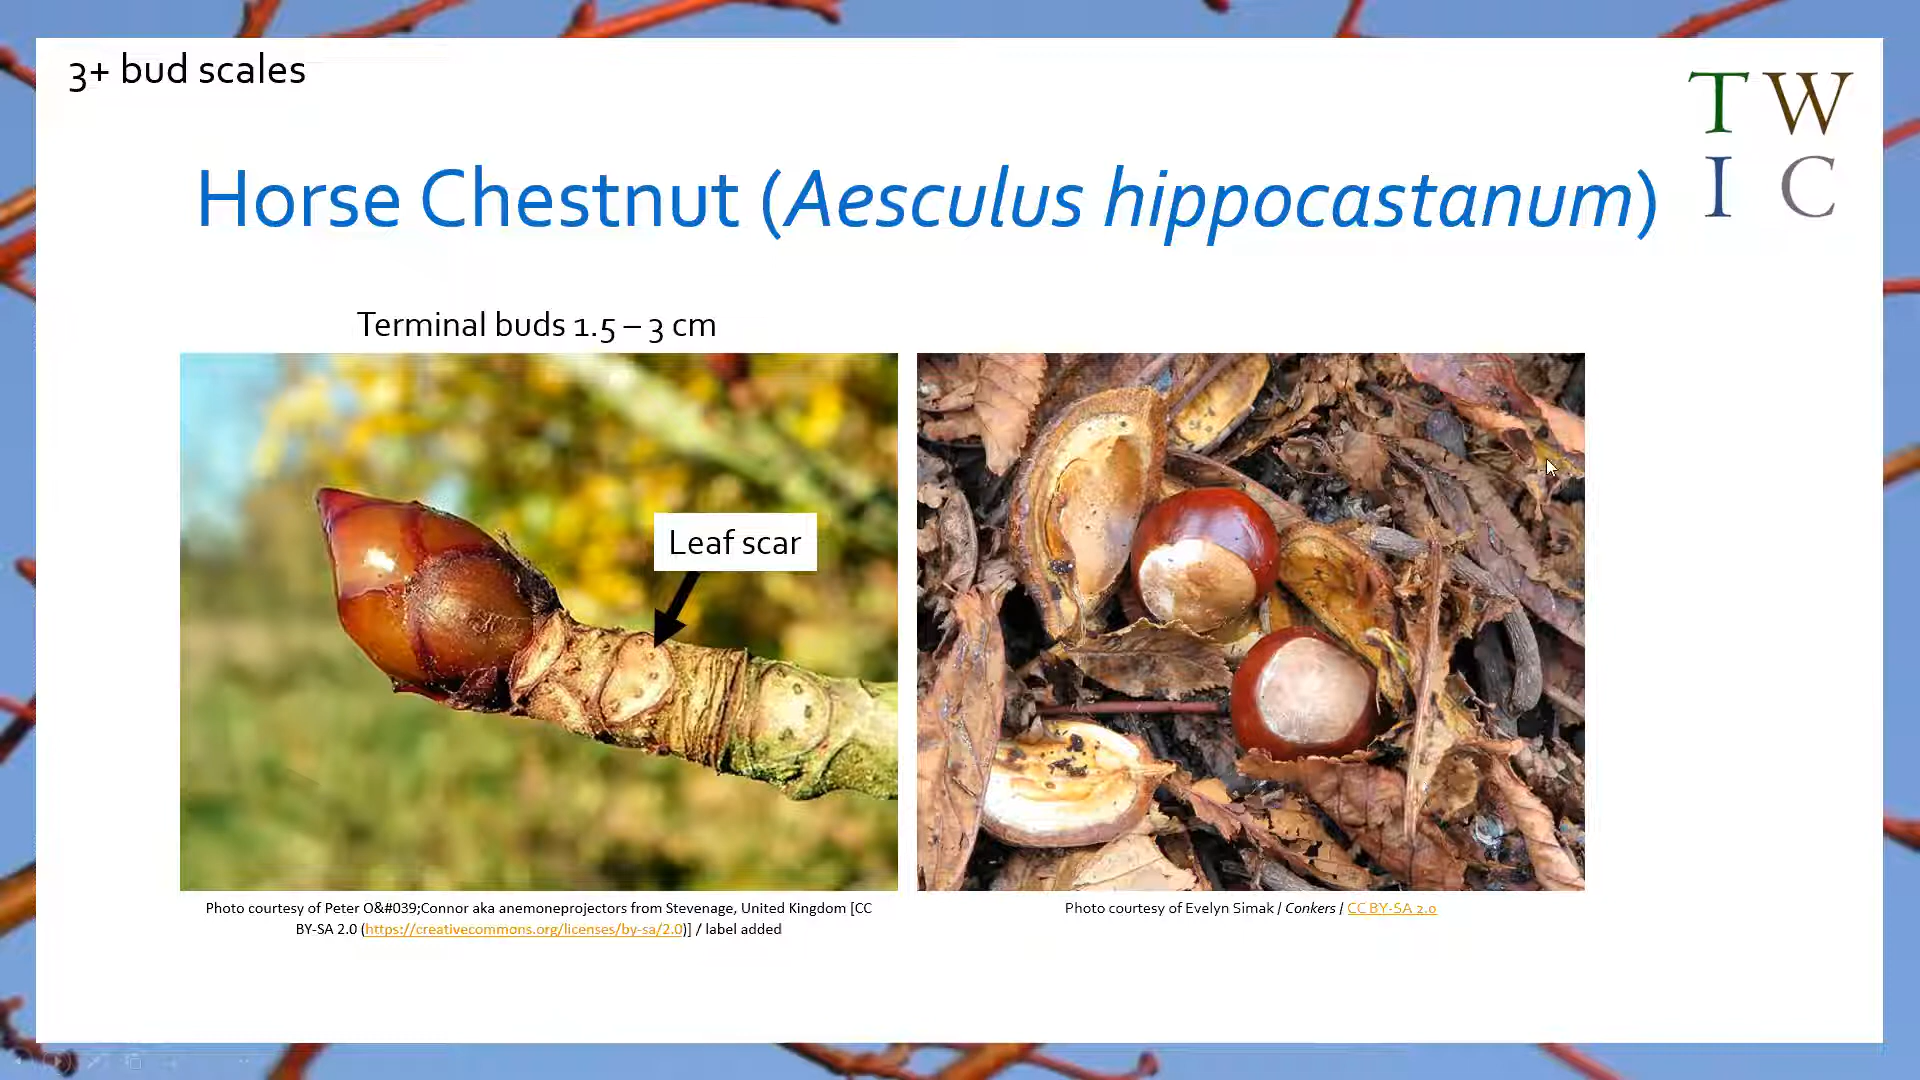 3+ bud scales
T W
I C
Horse Chestnut (Aesculus hippocastanum)
Terminal buds 1.5 – 3 cm
Leaf scar
Photo courtesy of Peter O&#039;Connor aka anemoneprojectors from Stevenage, United Kingdom [CC
BY-SA 2.0 (https://creativecommons.org/licenses/by-sa/2.0)] / label added
Photo courtesy of Evelyn Simak / Conkers / CC BY-SA 2.0